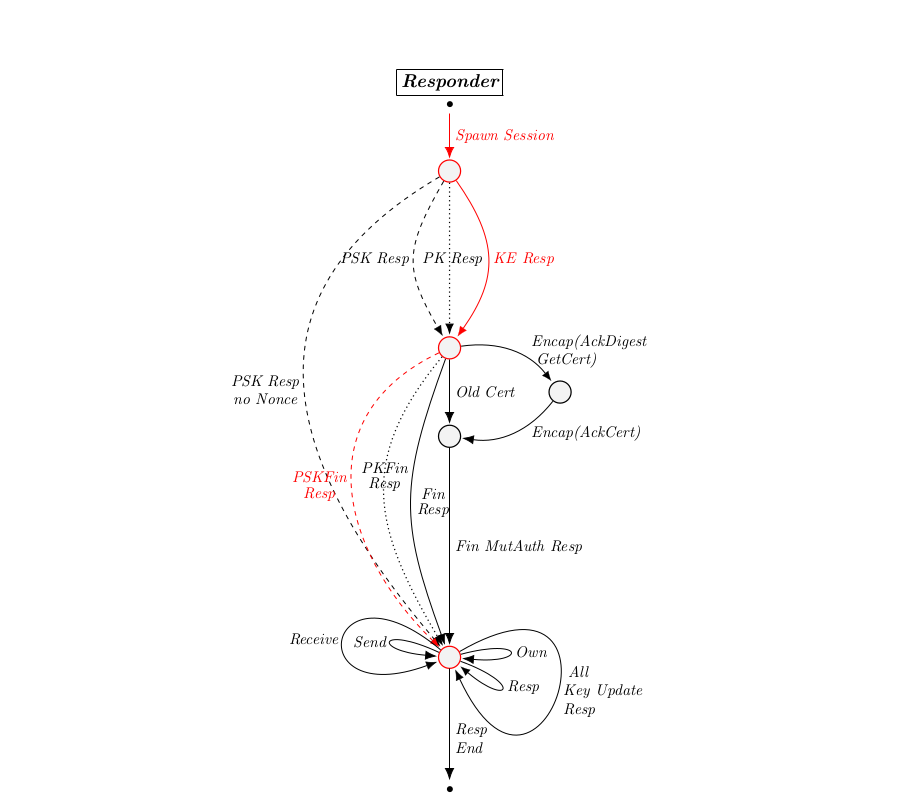 Responder
Spawn Session
PSK Resp
PK Resp
KE Resp
Encap(AckDigest
GetCert)
PSK Resp
no Nonce
Old Cert
Encap(AckCert)
PSKFin
Resp
PKFin
Resp
Fin
Resp
Fin MutAuth Resp
Receive
Send
Own
Resp
All
Key Update
Resp
Resp
End